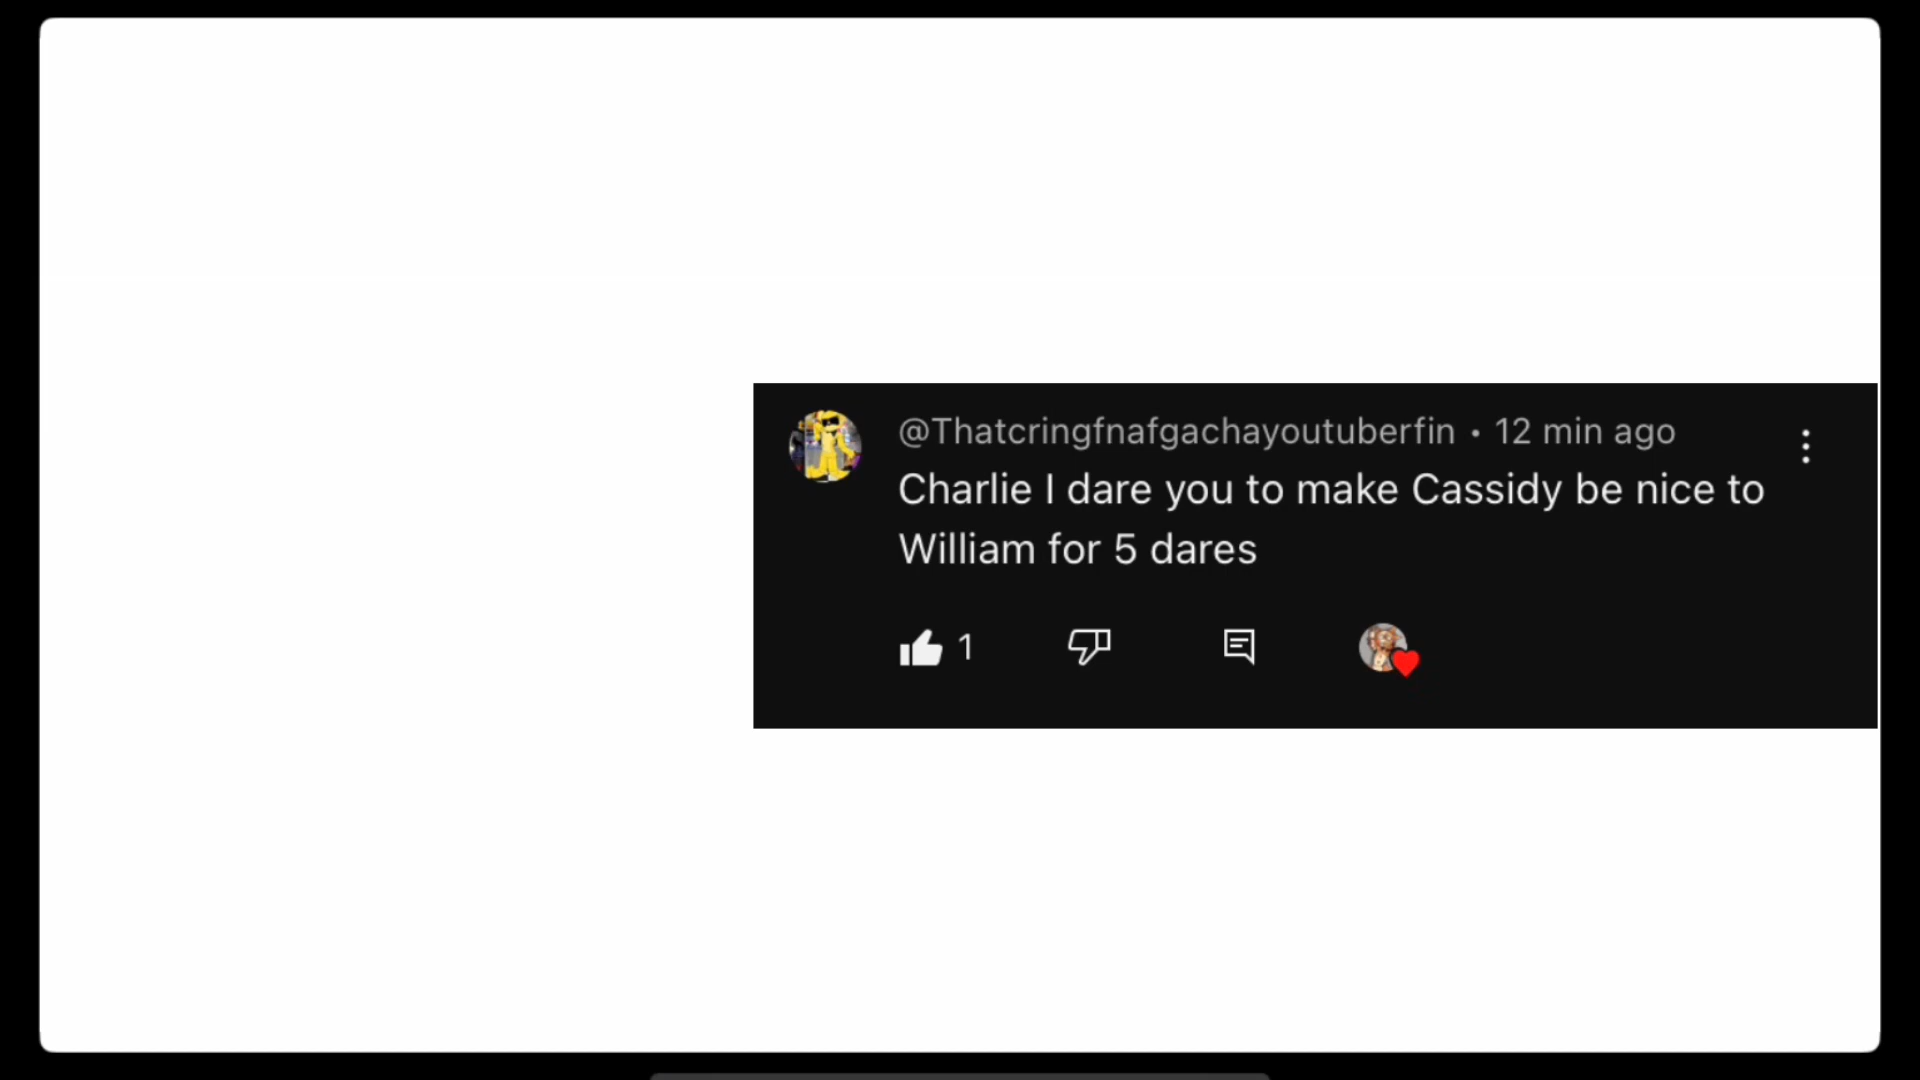 @Thatcringfnafgachayoutuberfin • 12 min ago
Charlie I dare you to make Cassidy be nice to
William for 5 dares
1